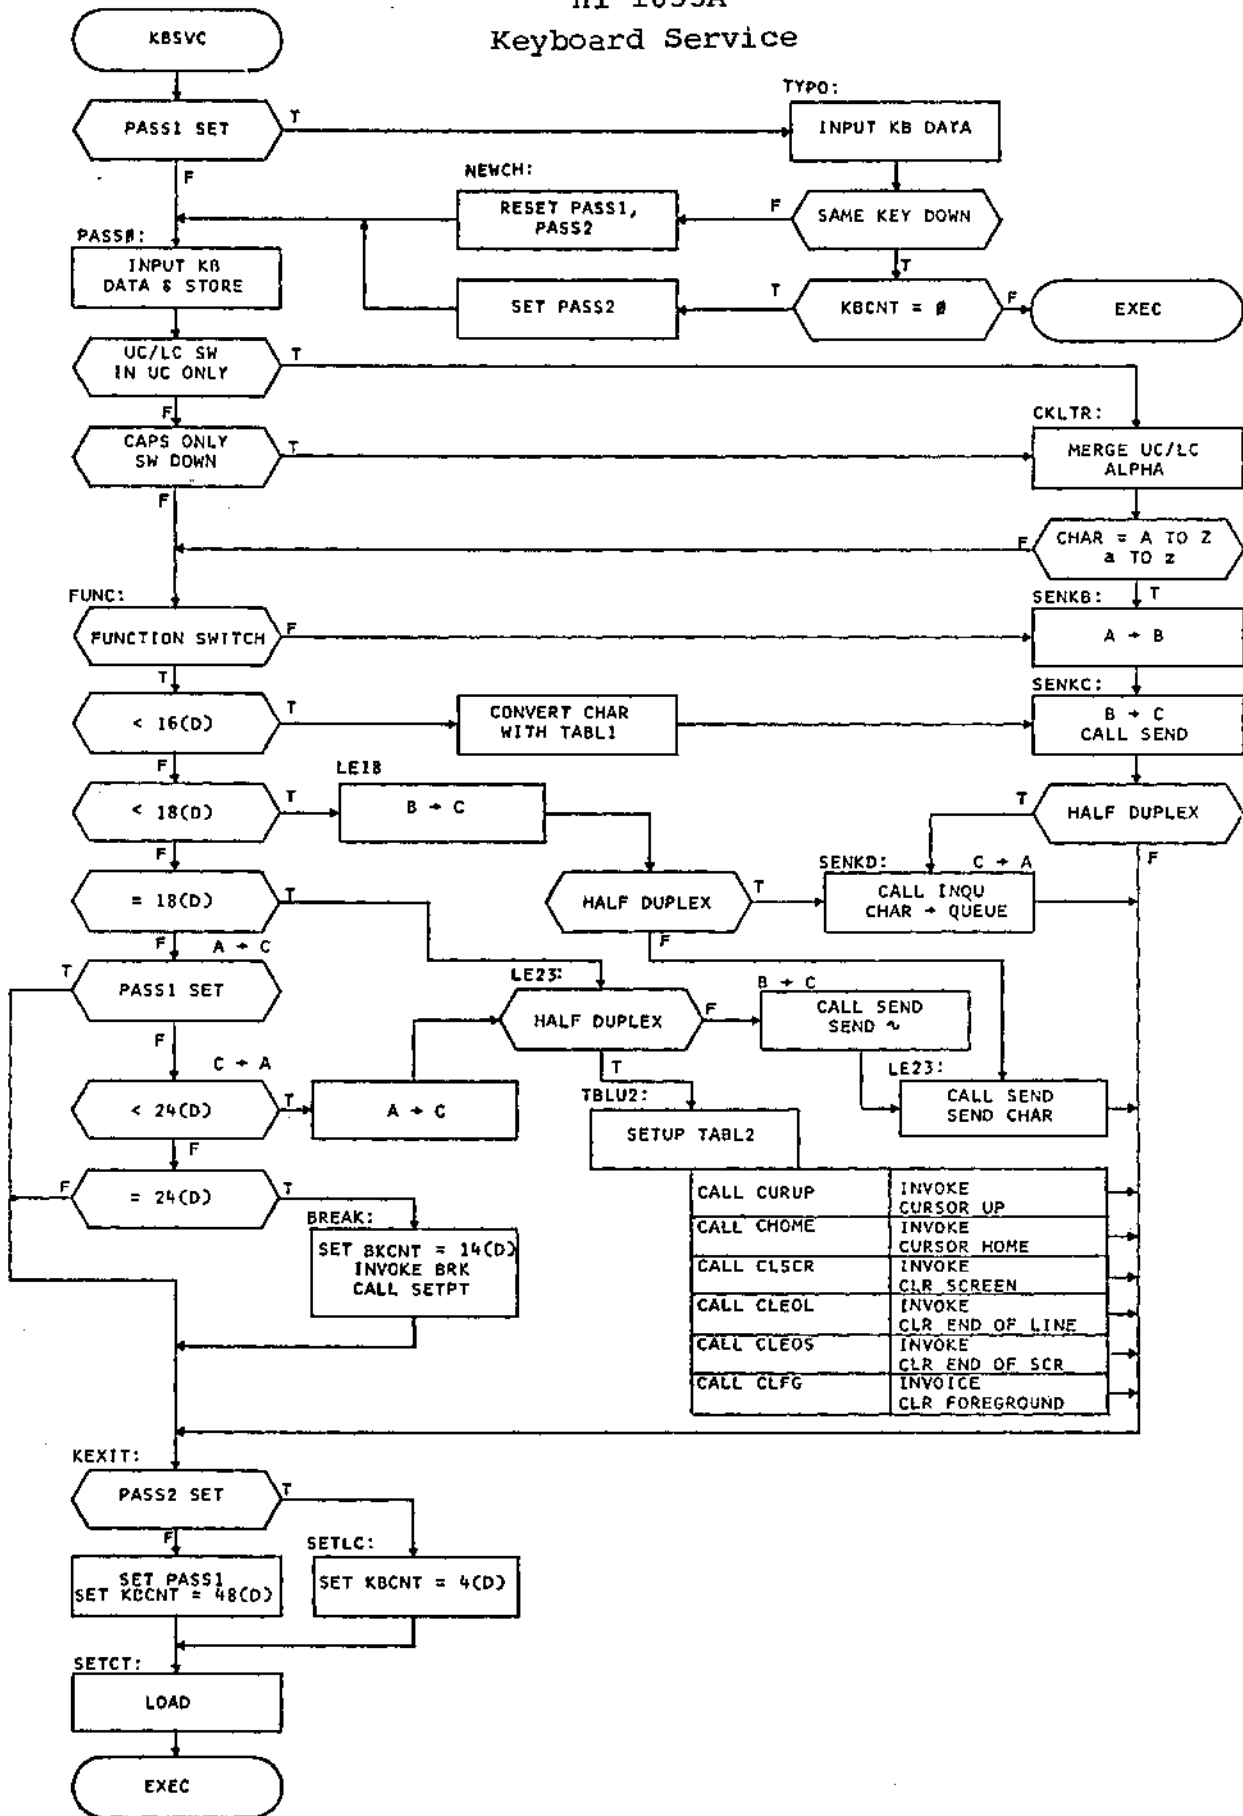 Keyboard Service
KBSVC
PASS1 SET
T
F
TYPO:
INPUT KB DATA
NEWCH:
RESET PASS1,
PASS2
F
SAME KEY DOWN
T
PASSØ:
INPUT KB
DATA & STORE
SET PASS2
T
KBCNT = Ø
F
EXEC
UC/LC SW
IN UC ONLY
T
F
CAPS ONLY
SW DOWN
T
F
CKLTR:
MERGE UC/LC
ALPHA
F
CHAR = A TO Z
a TO z
T
FUNC:
FUNCTION SWITCH
F
T
SENKB:
A → B
< 16(D)
T
F
CONVERT CHAR
WITH TABL1
SENKC:
B → C
CALL SEND
< 18(D)
T
F
LE18
B → C
T
HALF DUPLEX
F
= 18(D)
T
F
A → C
HALF DUPLEX
T
F
SENKD:
C → A
CALL INQU
CHAR → QUEUE
T
PASS1 SET
F
C → A
LE23:
HALF DUPLEX
F
T
B → C
CALL SEND
SEND ~
LE23:
CALL SEND
SEND CHAR
< 24(D)
T
F
A → C
TBLU2:
SETUP TABL2
F
= 24(D)
T
BREAK:
SET BKCNT = 14(D)
INVOKE BRK
CALL SETPT
CALL CURUP
INVOKE
CURSOR UP
CALL CHOME
INVOKE
CURSOR HOME
CALL CLSCR
INVOKE
CLR SCREEN
CALL CLEOL
INVOKE
CLR END OF LINE
CALL CLEOS
INVOKE
CLR END OF SCR
CALL CLFG
INVOICE
CLR FOREGROUND
KEXIT:
PASS2 SET
T
F
SET PASS1
SET KBCNT = 48(D)
SETLC:
SET KBCNT = 4(D)
SETCT:
LOAD
EXEC